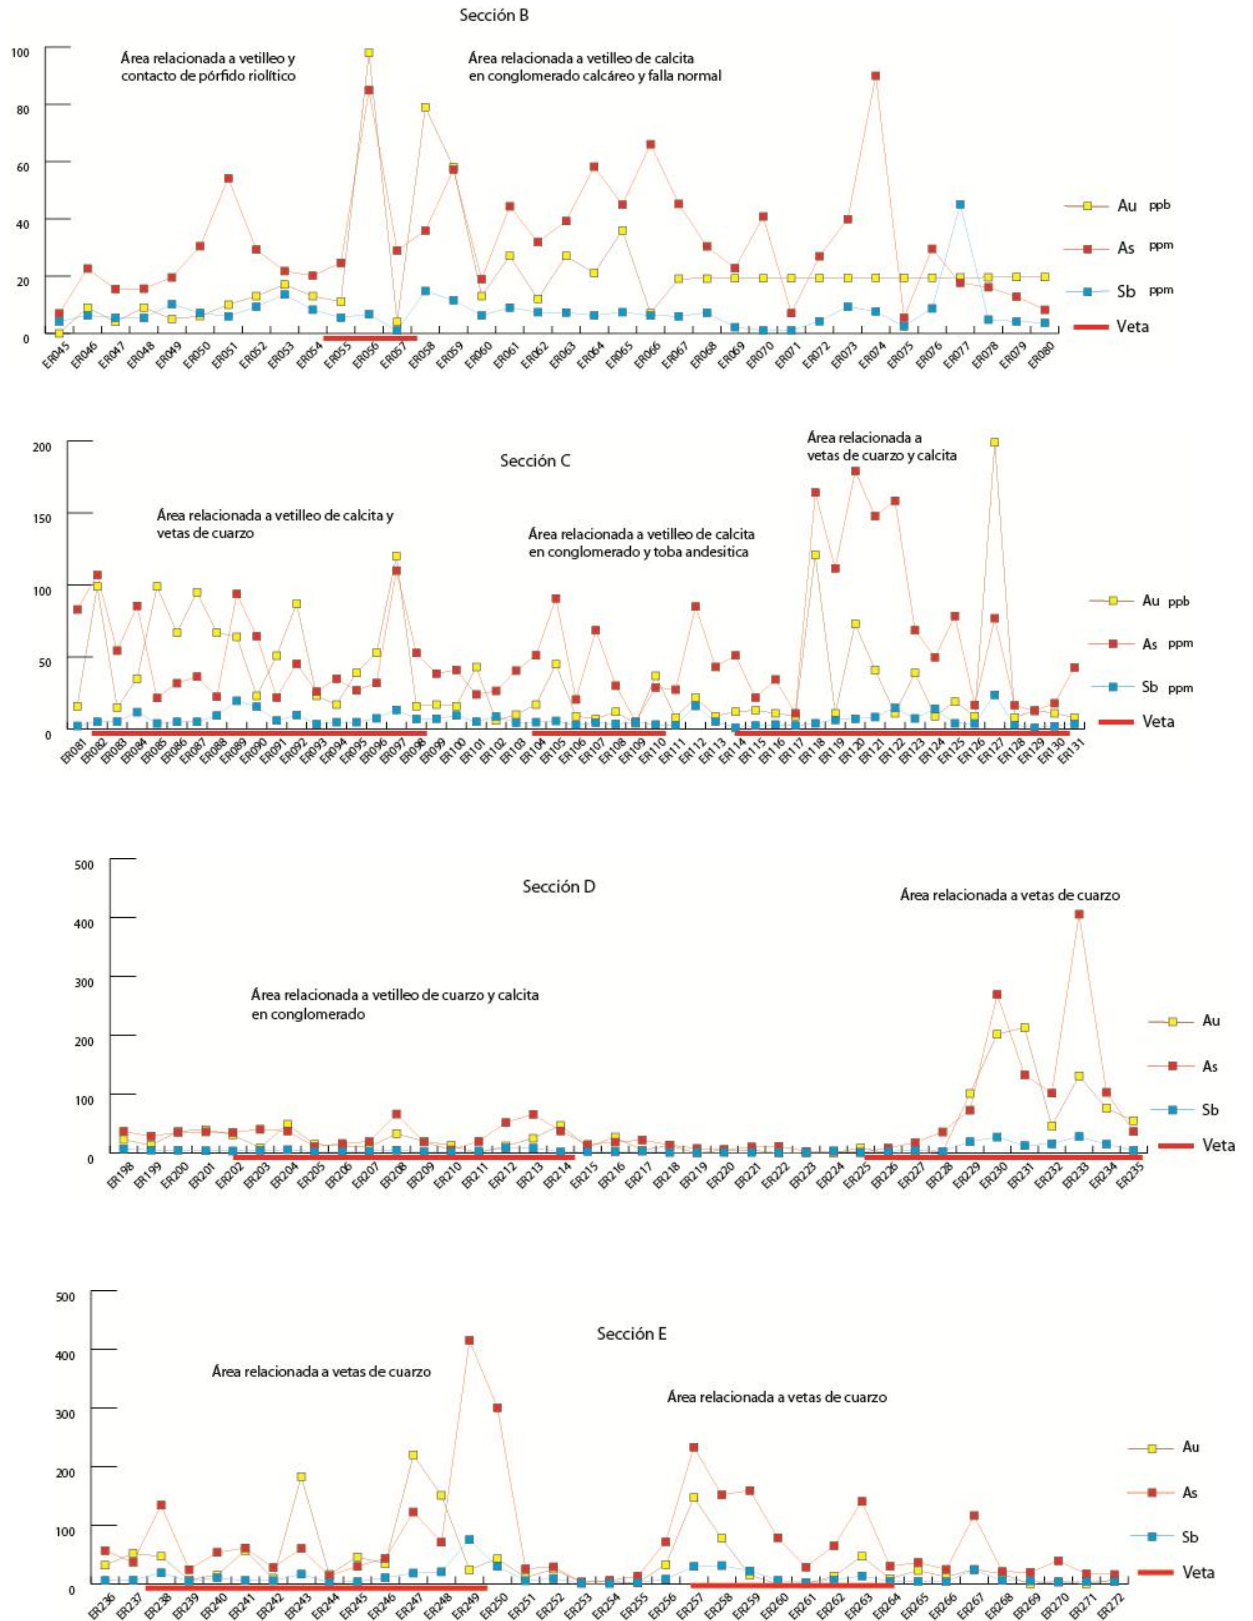 Sección B
Área relacionada a vetilleo y
contacto de pórfido riolítico
Área relacionada a vetilleo de calcita
en conglomerado calcáreo y falla normal
100
80
60
40
20
0
Au ppb
As ppm
Sb ppm
Veta
ER045 ER046 ER047 ER048 ER049 ER050 ER051 ER052 ER053 ER054 ER055 ER056 ER057 ER058 ER059 ER060 ER061 ER062 ER063 ER064 ER065 ER066 ER067 ER068 ER069 ER070 ER071 ER072 ER073 ER074 ER075 ER076 ER077 ER078 ER079 ER080
Sección C
Área relacionada a
vetas de cuarzo y calcita
Área relacionada a vetilleo de calcita y
vetas de cuarzo
Área relacionada a vetilleo de calcita
en conglomerado y toba andesitica
200
150
100
50
0
Au ppb
As ppm
Sb ppm
Veta
ER081 ER082 ER083 ER084 ER085 ER086 ER087 ER088 ER089 ER090 ER091 ER092 ER093 ER094 ER095 ER096 ER097 ER098 ER099 ER100 ER101 ER102 ER103 ER104 ER105 ER106 ER107 ER108 ER109 ER110 ER111 ER112 ER113 ER114 ER115 ER116 ER117 ER118 ER119 ER120 ER121 ER122 ER123 ER124 ER125 ER126 ER127 ER128 ER129 ER130 ER131
Sección D
Área relacionada a vetas de cuarzo
Área relacionada a vetilleo de cuarzo y calcita
en conglomerado
500
400
300
200
100
0
Au
As
Sb
Veta
ER1198 ER199 ER200 ER201 ER202 ER203 ER204 ER205 ER206 ER207 ER208 ER209 ER210 ER211 ER212 ER213 ER214 ER215 ER216 ER217 ER218 ER219 ER220 ER221 ER222 ER223 ER224 ER225 ER226 ER227 ER228 ER229 ER230 ER231 ER232 ER233 ER234 ER235
Sección E
Área relacionada a vetas de cuarzo
Área relacionada a vetas de cuarzo
500
400
300
200
100
0
Au
As
Sb
Veta
ER236 ER237 ER238 ER239 ER240 ER241 ER242 ER243 ER244 ER245 ER246 ER247 ER248 ER249 ER250 ER251 ER252 ER253 ER254 ER255 ER256 ER257 ER258 ER259 ER260 ER261 ER262 ER263 ER264 ER265 ER266 ER267 ER268 ER269 ER270 ER271 ER272